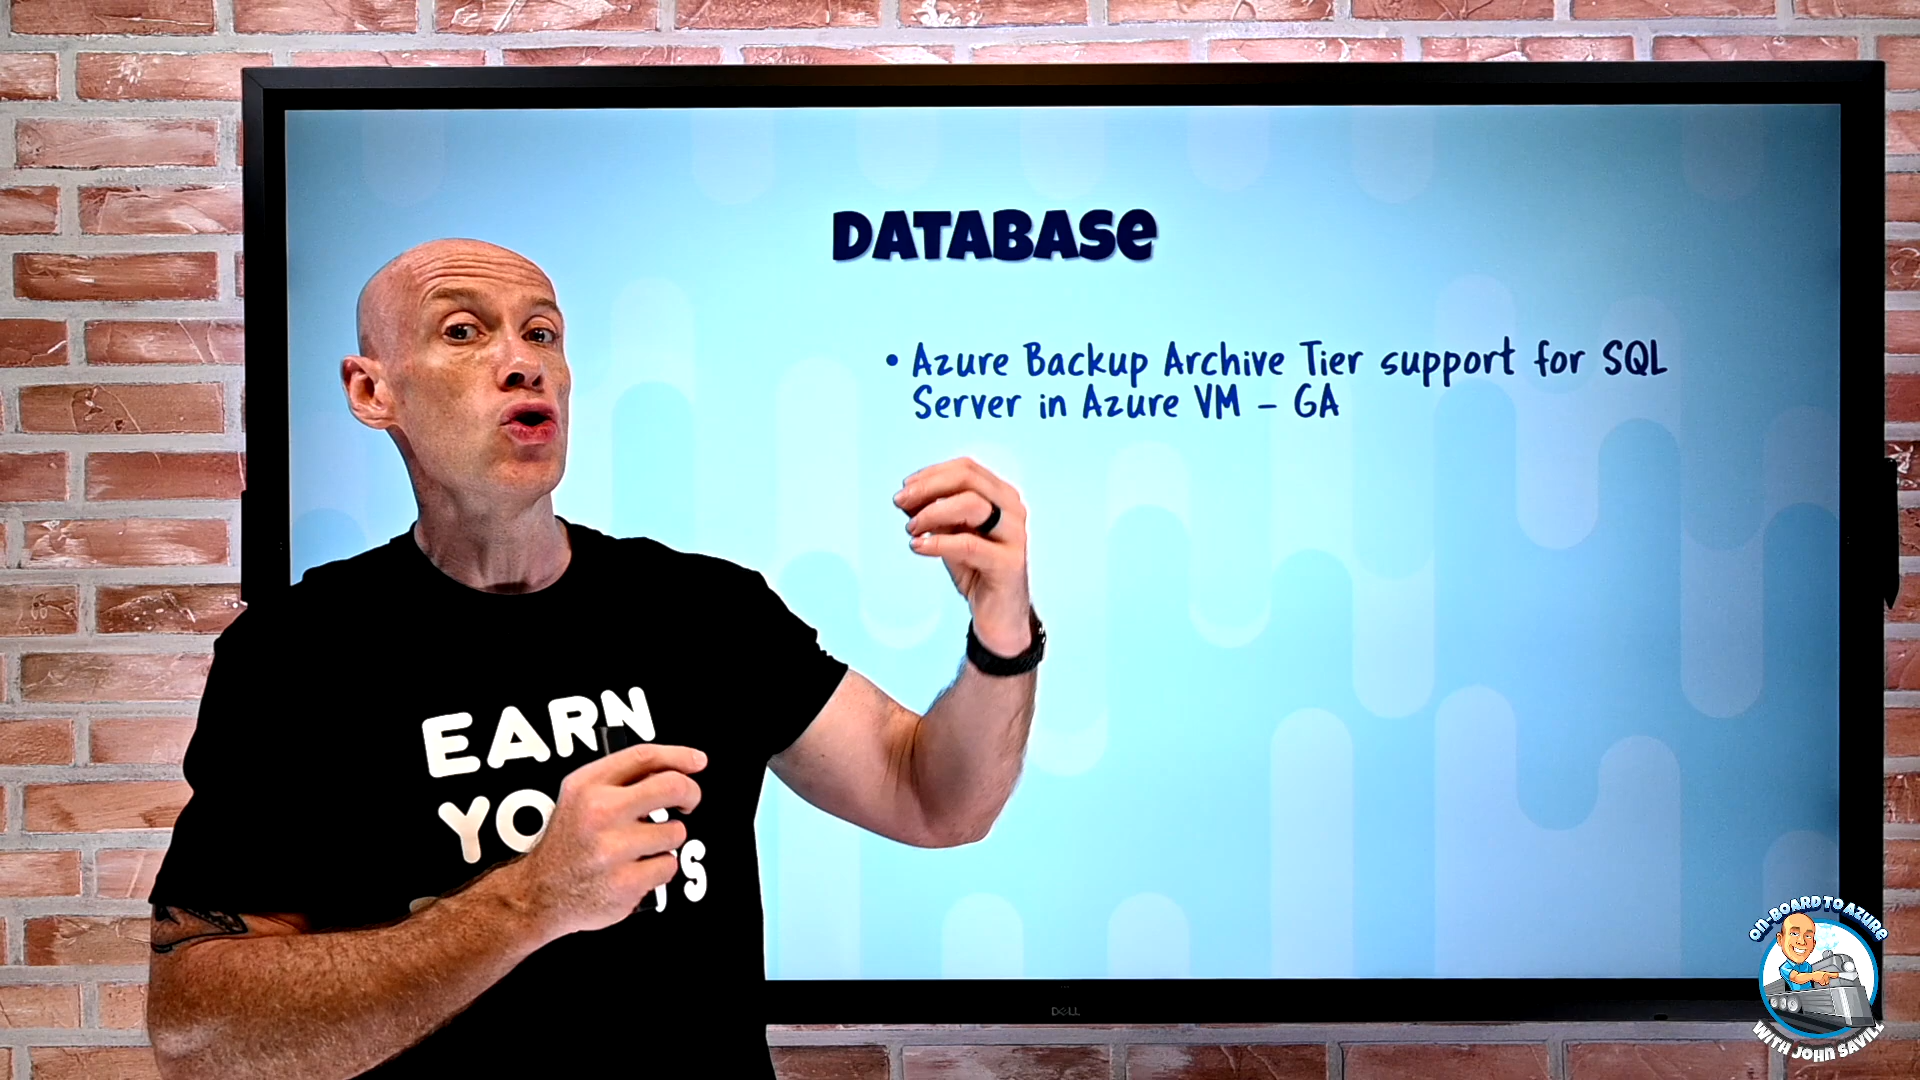 DATABASE
• Azure Backup Archive Tier support for SQL
Server in Azure VM – GA
EARN
DELL
ON-BOARD TO AZURE
WITH JOHN SAVILL